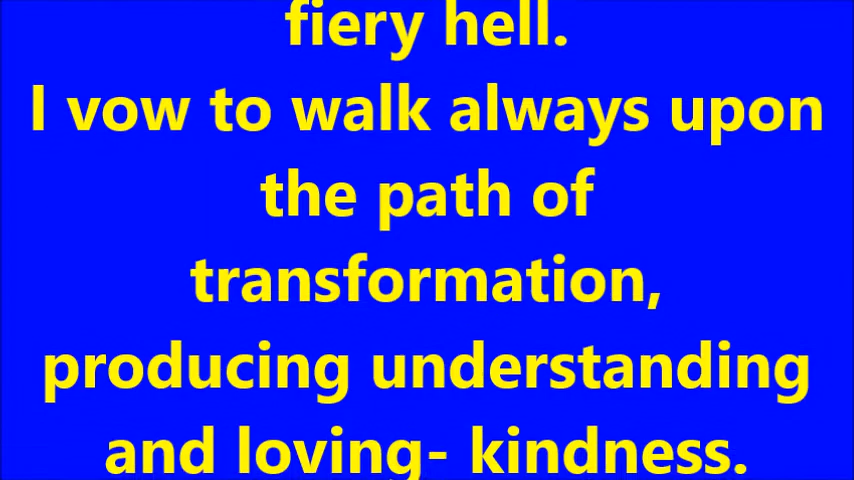 fiery hell.
I vow to walk always upon
the path of
transformation,
producing understanding
and loving- kindness.